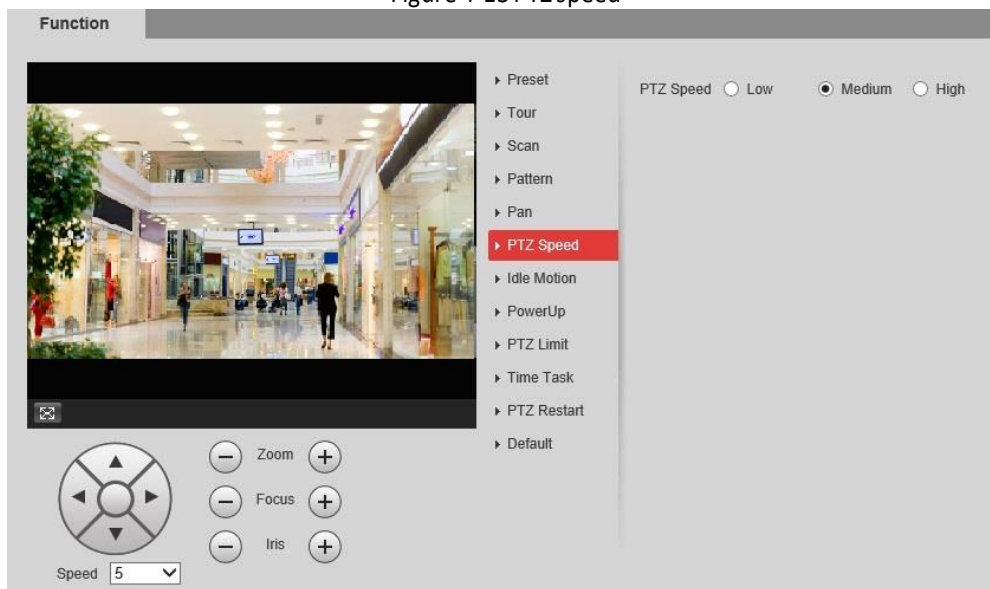 Function
Preset
PTZ Speed Low Medium High
Tour
Scan
Pattern
Pan
PTZ Speed
Idle Motion
PowerUp
PTZ Limit
Time Task
PTZ Restart
Default
Zoom
Focus
Iris
Speed 5